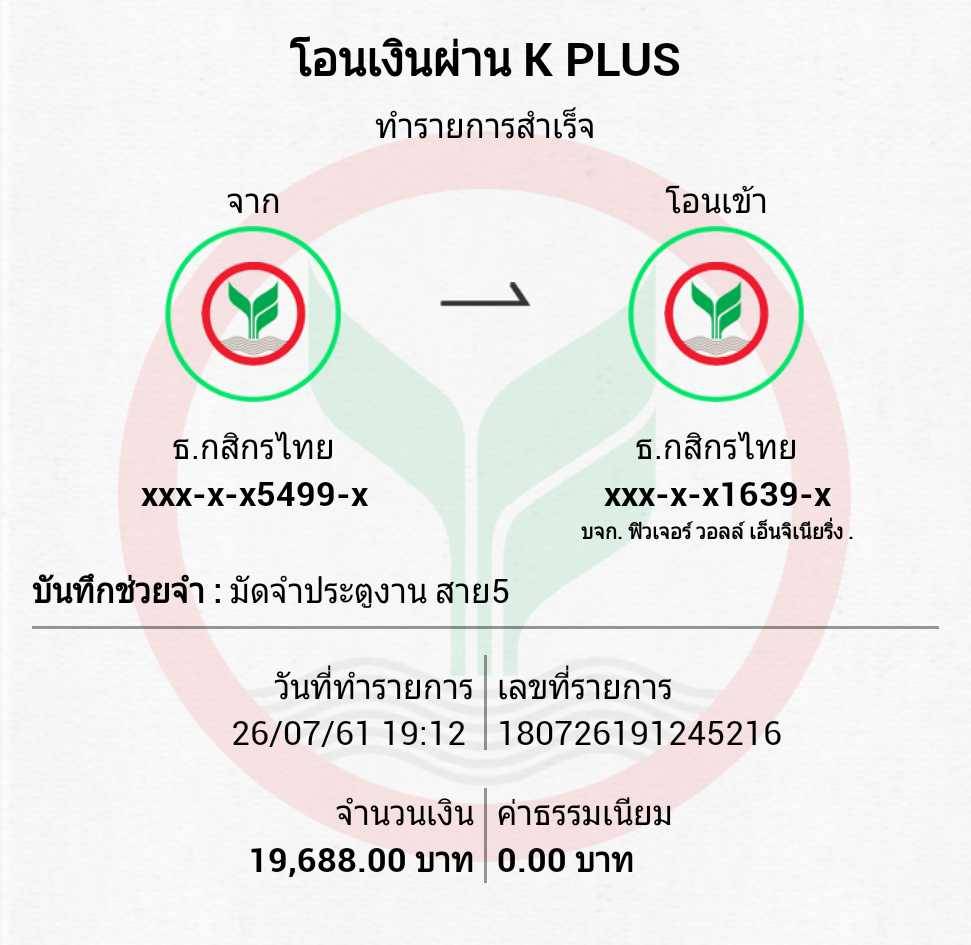 โอนเงินผ่าน K PLUS
ทำรายการสำเร็จ
จาก
โอนเข้า
ธ.กสิกรไทย
xxx-x-x5499-x
ธ.กสิกรไทย
xxx-x-x1639-x
บจก. ฟิวเจอร์ วอลล์ เอ็นจิเนียริ่ง .
บันทึกช่วยจำ : มัดจำประตูงาน สาย5
วันที่ทำรายการ
26/07/61 19:12
เลขที่รายการ
180726191245216
จำนวนเงิน
19,688.00 บาท
ค่าธรรมเนียม
0.00 บาท